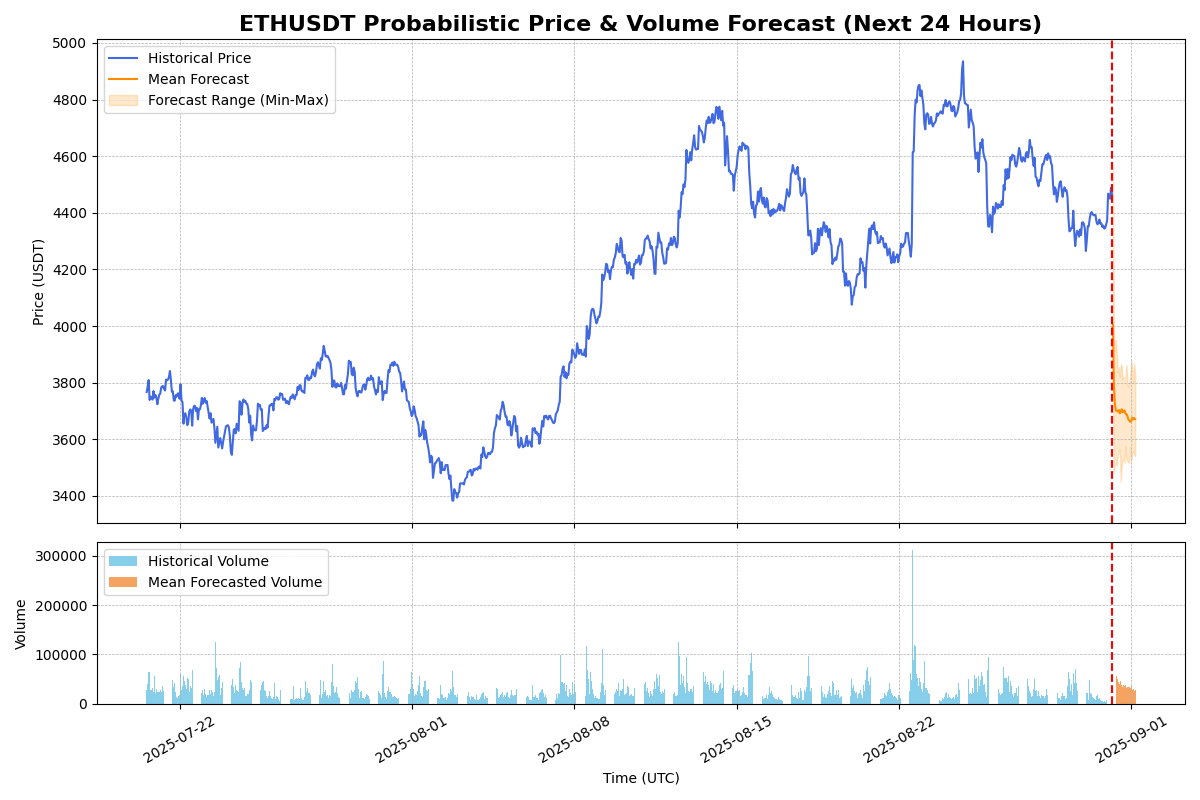 ETHUSDT Probabilistic Price & Volume Forecast (Next 24 Hours)
Historical Price
Mean Forecast
Forecast Range (Min-Max)
Price (USDT)
5000
4800
4600
4400
4200
4000
3800
3600
3400
Historical Volume
Mean Forecasted Volume
Volume
300000
200000
100000
0
2025-07-22
2025-08-01
2025-08-08
2025-08-15
2025-08-22
2025-09-01
Time (UTC)